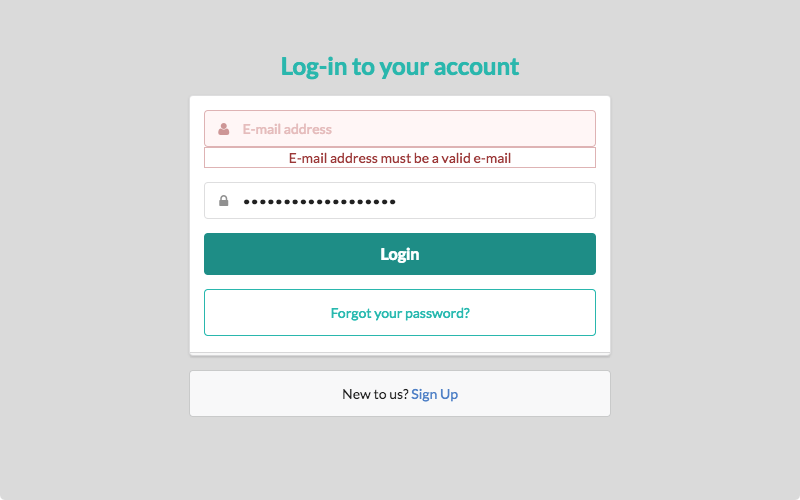 Log-in to your account
E-mail address
E-mail address must be a valid e-mail
•••••••••••••••••••
Login
Forgot your password?
New to us? Sign Up